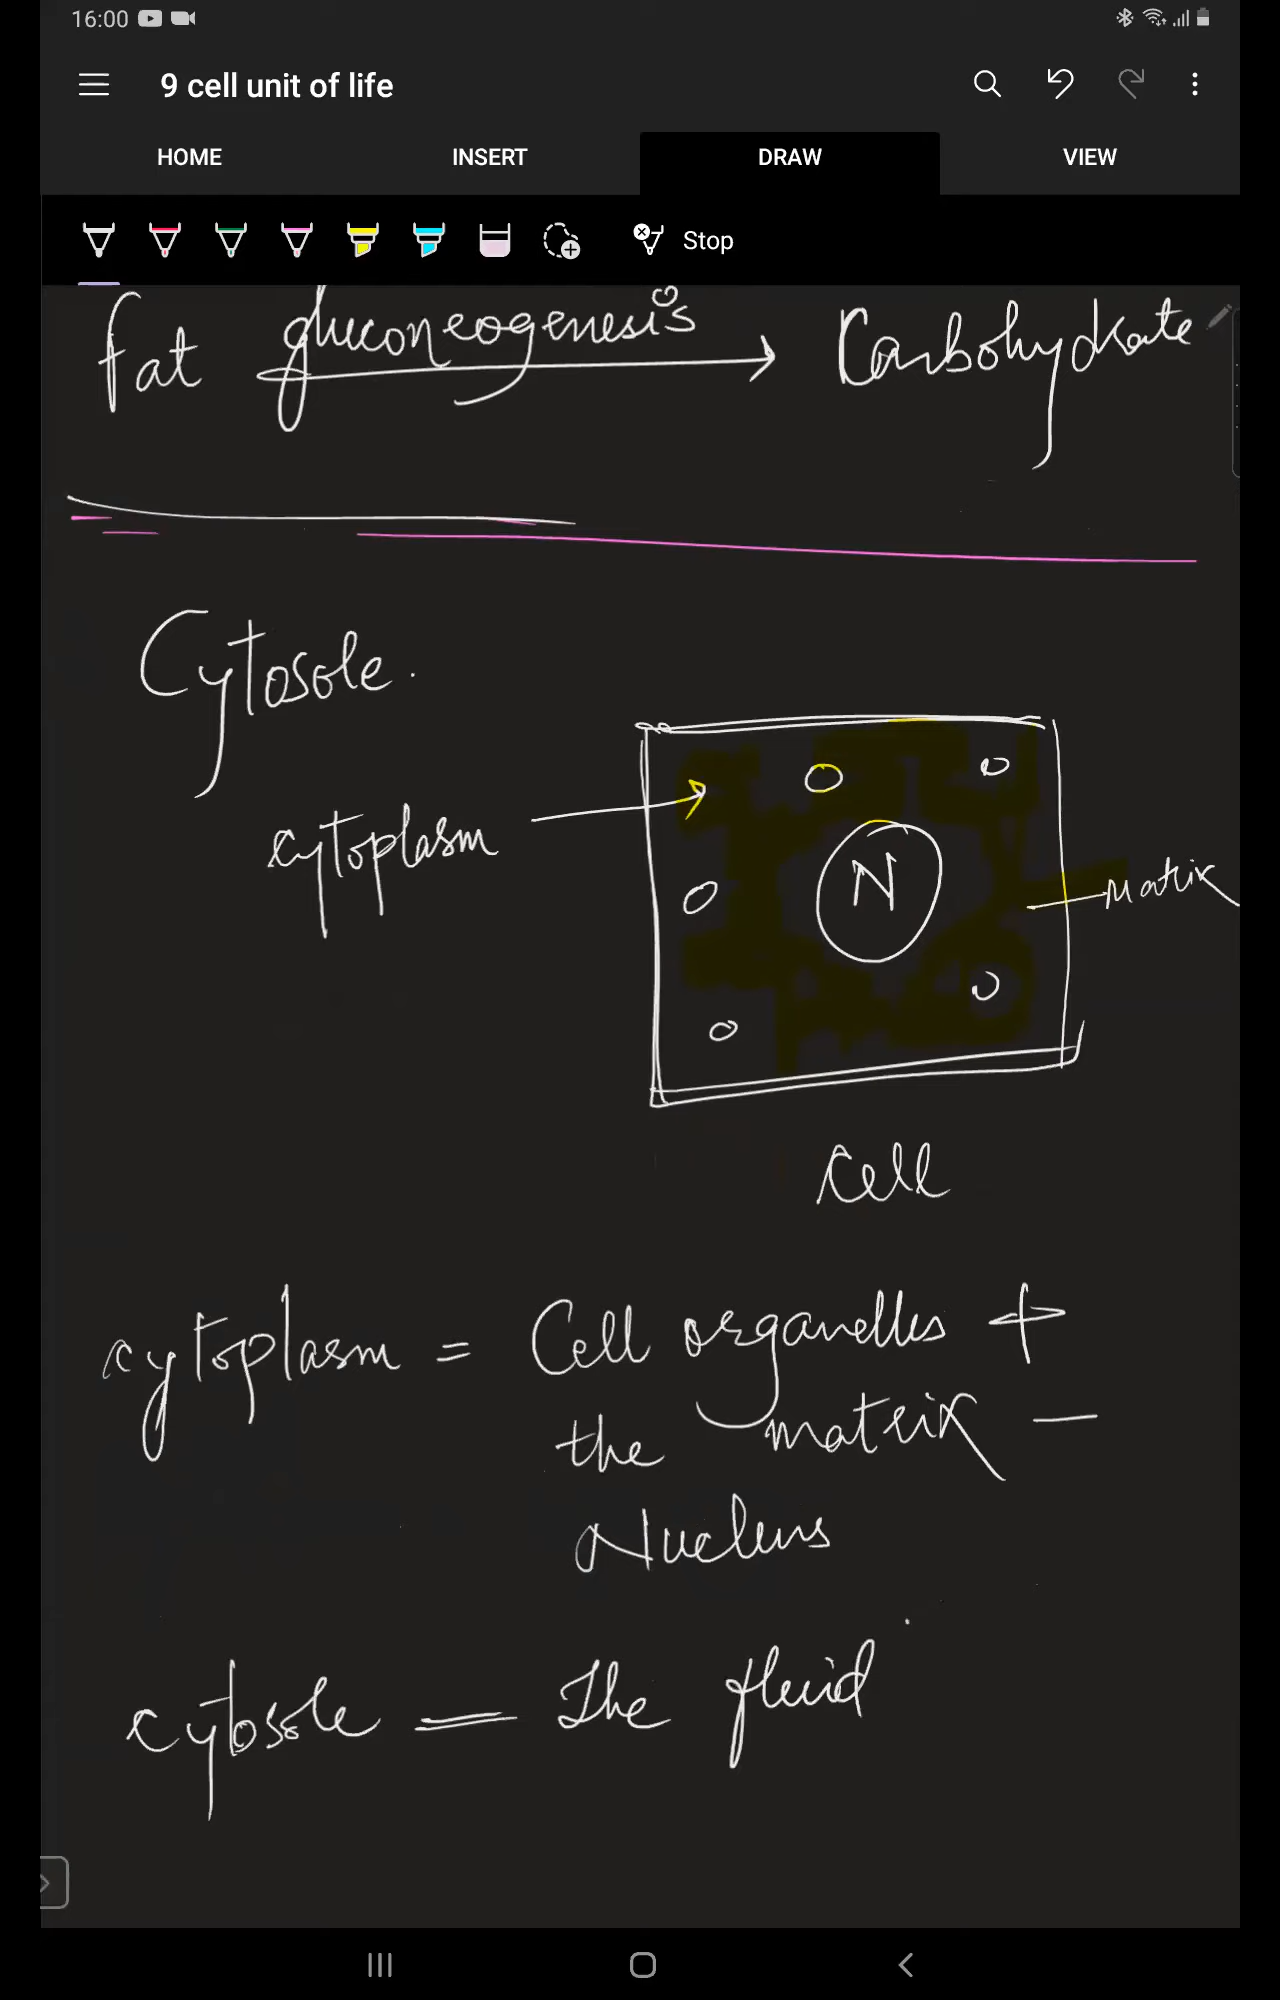 16:00
9 cell unit of life
HOME INSERT DRAW VIEW
Stop
fat gluconeogenesis Carbohydrate
Cytosole.
cytoplasm
N
Matrix
Cell
cytoplasm = Cell organelles +
the matrix —
Nucleus
cytosole = The fluid